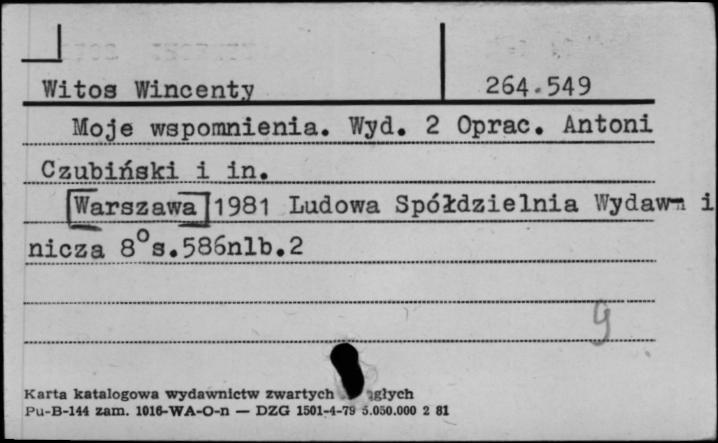 Witos Wincenty 264.549
Moje wspomnienia. Wyd. 2 Oprac. Antoni
Czubiński i in.
[Warszawa]1981 Ludowa Spółdzielnia Wydaw- i
nicza 8° s.586nlb.2
9
Karta katalogowa wydawnictw zwartych
Pu-B-144 zam. 1016-WA-O-n — DZG 1501-4-79 5.050.000 2 81